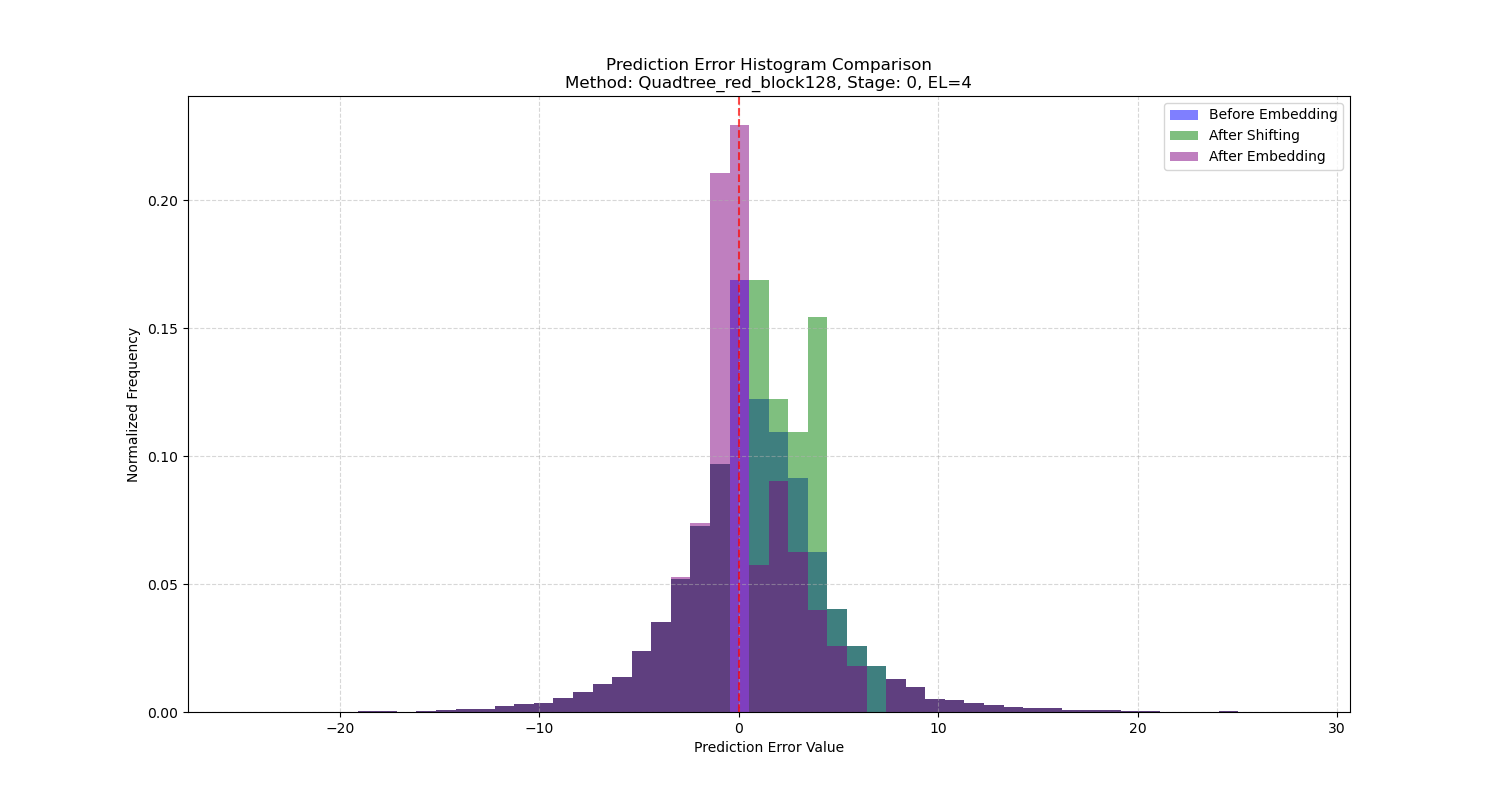 Prediction Error Histogram Comparison
Method: Quadtree_red_block128, Stage: 0, EL=4
Before Embedding
After Shifting
After Embedding
Normalized Frequency
0.20
0.15
0.10
0.05
0.00
−20
−10
0
10
20
30
Prediction Error Value